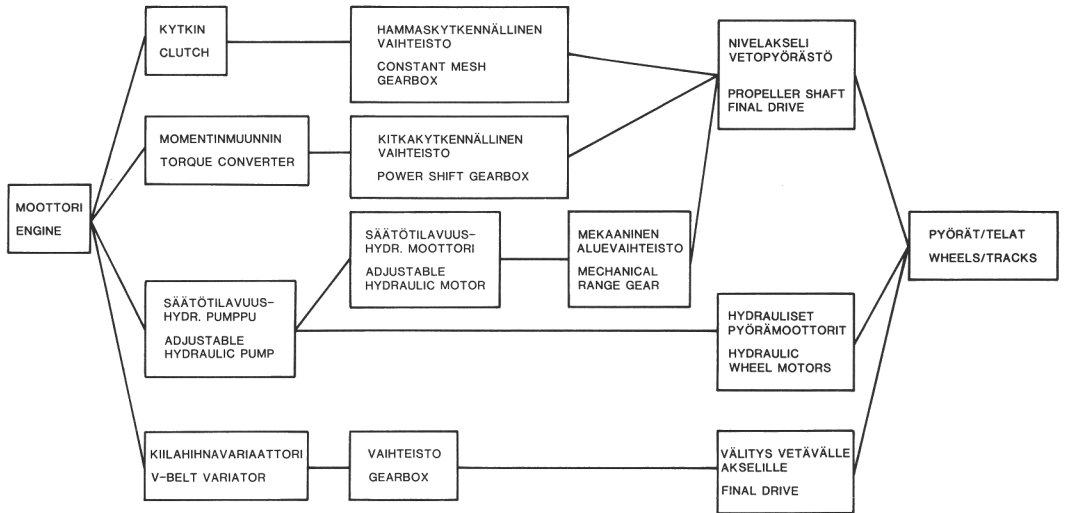 KYTKIN
CLUTCH
HAMMASKYTKENNÄLLINEN
VAIHTEISTO
CONSTANT MESH
GEARBOX
NIVELAKSELI
VETOPYÖRÄSTÖ
PROPELLER SHAFT
FINAL DRIVE
MOMENTINMUUNNIN
TORQUE CONVERTER
KITKAKYTKENNÄLLINEN
VAIHTEISTO
POWER SHIFT GEARBOX
MOOTTORI
ENGINE
SÄÄTÖTILAVUUS-
HYDR. MOOTTORI
ADJUSTABLE
HYDRAULIC MOTOR
MEKAANINEN
ALUEVAIHTEISTO
MECHANICAL
RANGE GEAR
PYÖRÄT/TELAT
WHEELS/TRACKS
SÄÄTÖTILAVUUS-
HYDR. PUMPPU
ADJUSTABLE
HYDRAULIC PUMP
HYDRAULISET
PYÖRÄMOOTTORIT
HYDRAULIC
WHEEL MOTORS
KIILAHIHNAVARIAATTORI
V-BELT VARIATOR
VAIHTEISTO
GEARBOX
VÄLITYS VETÄVÄLLE
AKSELILLE
FINAL DRIVE